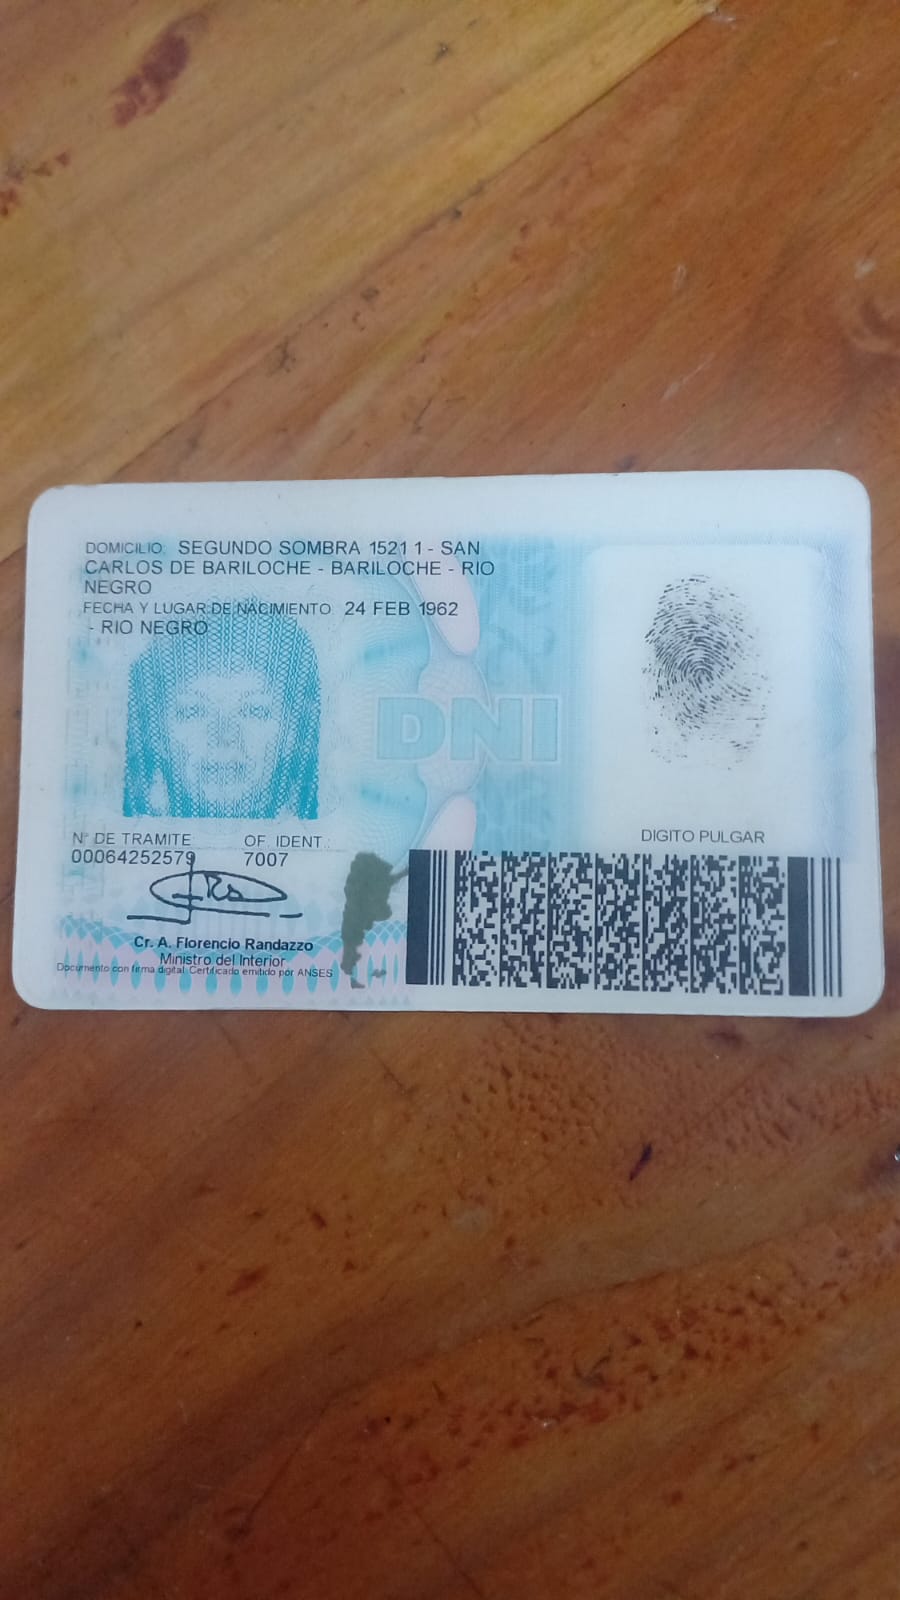 DOMICILIO: SEGUNDO SOMBRA 1521 1 - SAN
CARLOS DE BARILOCHE - BARILOCHE - RIO
NEGRO
FECHA Y LUGAR DE NACIMIENTO: 24 FEB 1962
- RIO NEGRO
DNI
DIGITO PULGAR
N° DE TRAMITE OF. IDENT.:
00064252579 7007
Cr. A. Florencio Randazzo
Ministro del Interior
Documento con firma digital. Certificado emitido por ANSES